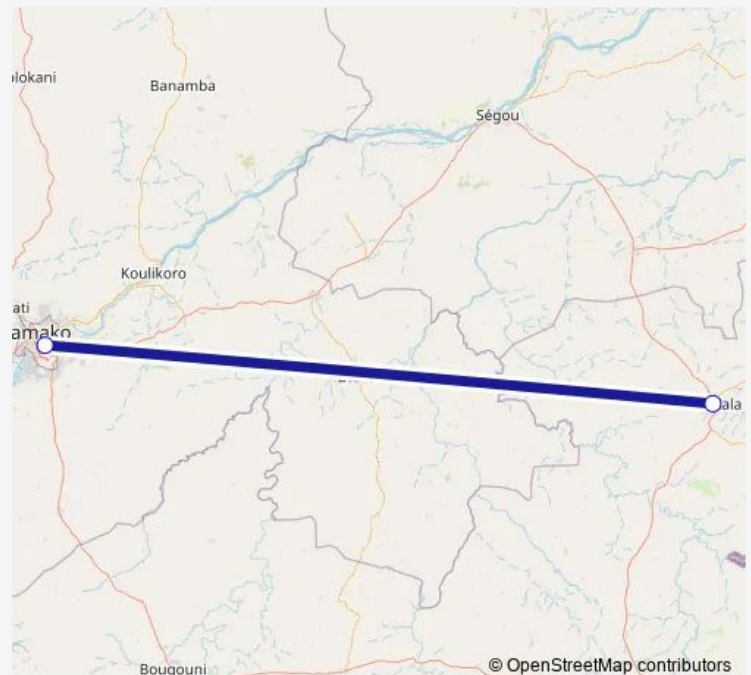 olokani
Banamba
Ségou
Koulikoro
ati
amako
ala
Bougouni
© OpenStreetMap contributors